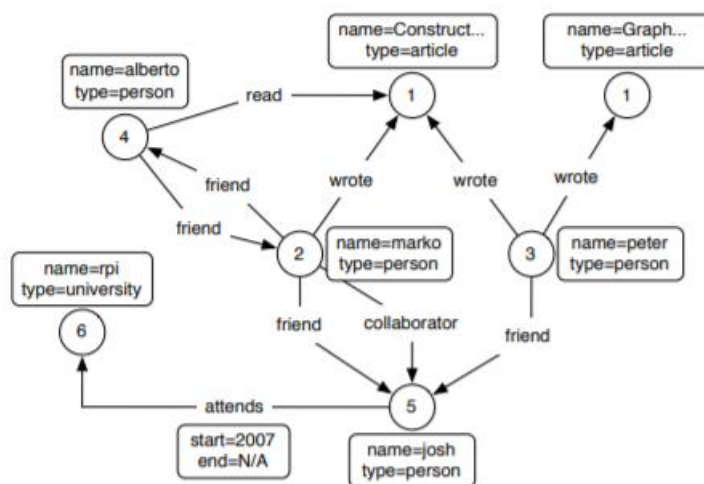 name=Construct...
type=article
name=Graph...
type=article
name=alberto
type=person
read
1
1
4
friend
wrote
wrote
wrote
friend
2
name=marko
type=person
3
name=peter
type=person
name=rpi
type=university
6
friend
collaborator
friend
attends
5
start=2007
end=N/A
name=josh
type=person